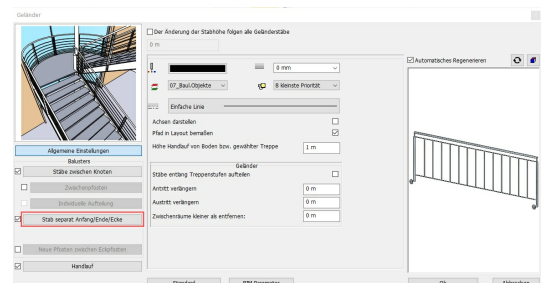 Geländer
Der Änderung der Stabhöhe folgen alle Geländerstäbe
0 m
0 mm
07_Baul.Objekte
8 kleinste Priorität
Einfache Linie
Achsen darstellen
Pfad in Layout bemaßen
Höhe Handlauf von Boden bzw. gewählter Treppe
1 m
Geländer
Stäbe entlang Treppenstufen aufteilen
Antritt verlängern
0 m
Austritt verlängern
0 m
Zwischenräume kleiner als entfernen:
0 m
Allgemeine Einstellungen
Balusters
Stäbe zwischen Knoten
Zwischenpfosten
Individuelle Aufteilung
Stab separat Anfang/Ende/Ecke
Neue Pfosten zwischen Eckpfosten
Handlauf
Automatisches Regenerieren
Standard
BIM Parameter
Ok
Abbrechen